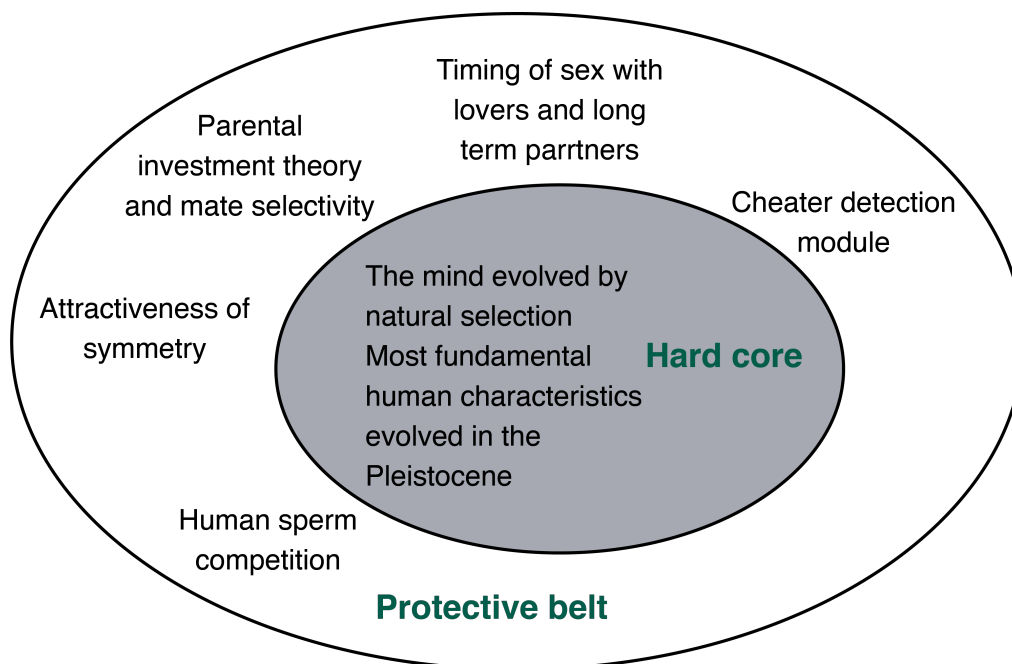 Timing of sex with
lovers and long
term parrtners
Parental
investment theory
and mate selectivity
Cheater detection
module
Attractiveness of
symmetry
The mind evolved by
natural selection
Most fundamental
human characteristics
evolved in the
Pleistocene
Hard core
Human sperm
competition
Protective belt